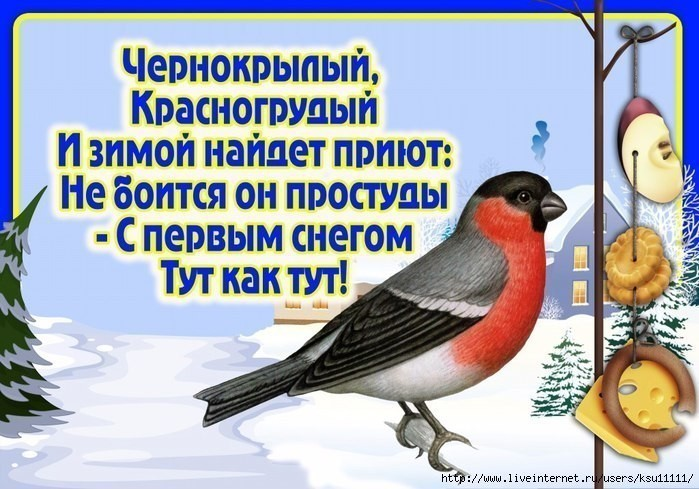 Чернокрылый,
Красногрудый
И зимой найдет приют:
Не боится он простуды
- С первым снегом
Тут как тут!
http://www.liveinternet.ru/users/ksu11111/